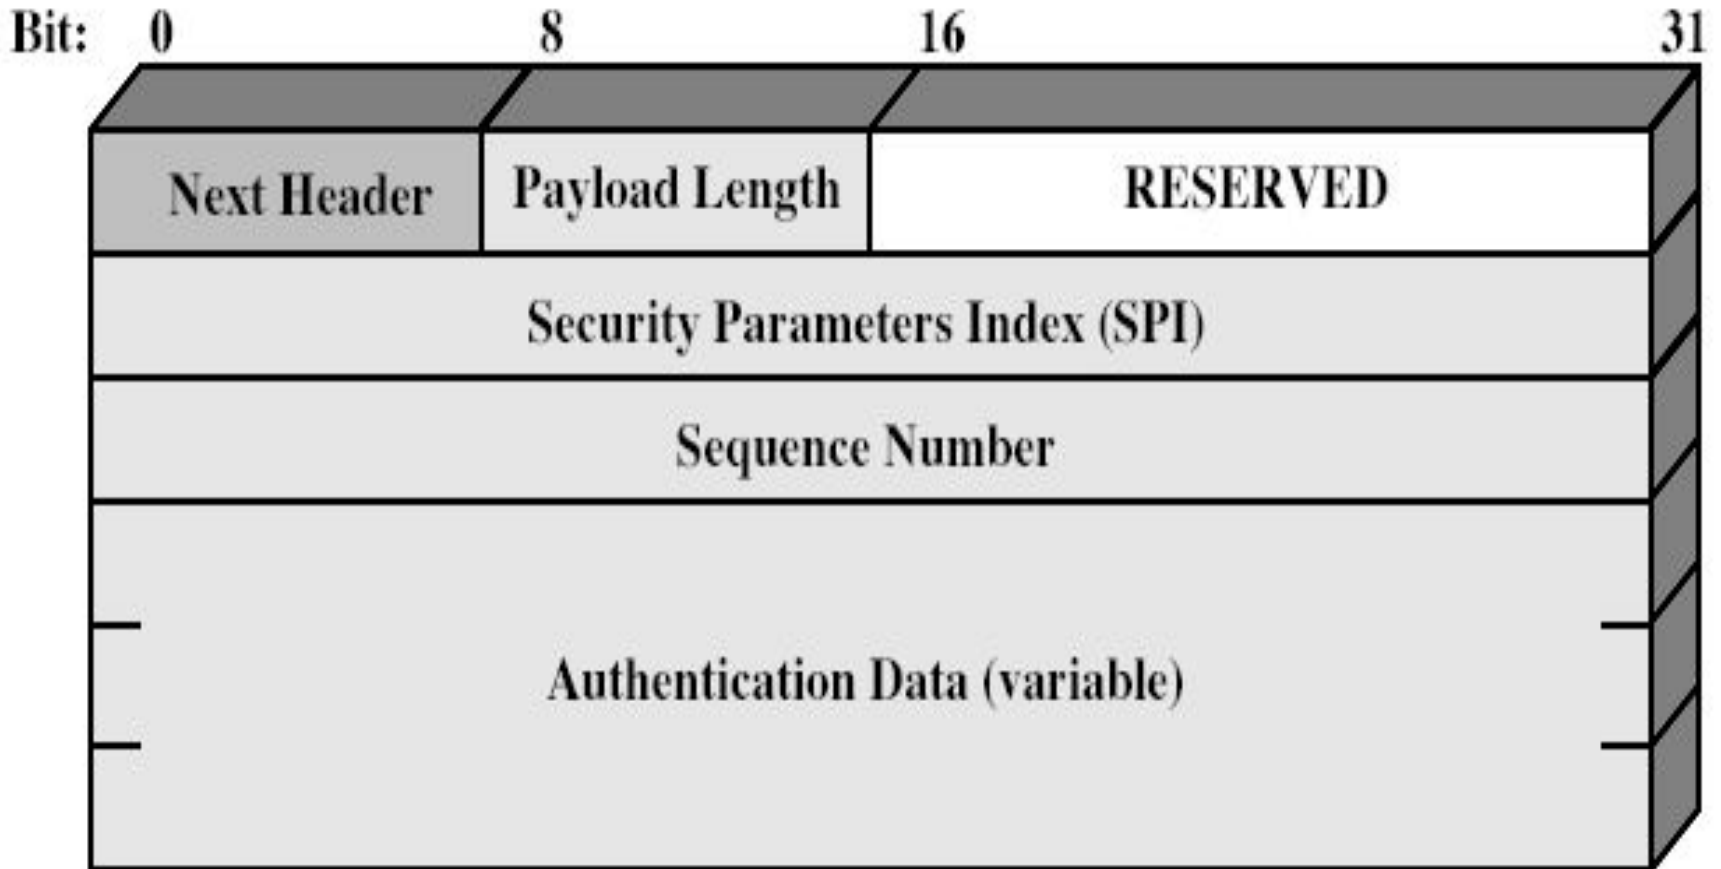 Bit: 0 8 16 31
Next Header Payload Length RESERVED
Security Parameters Index (SPI)
Sequence Number
Authentication Data (variable)